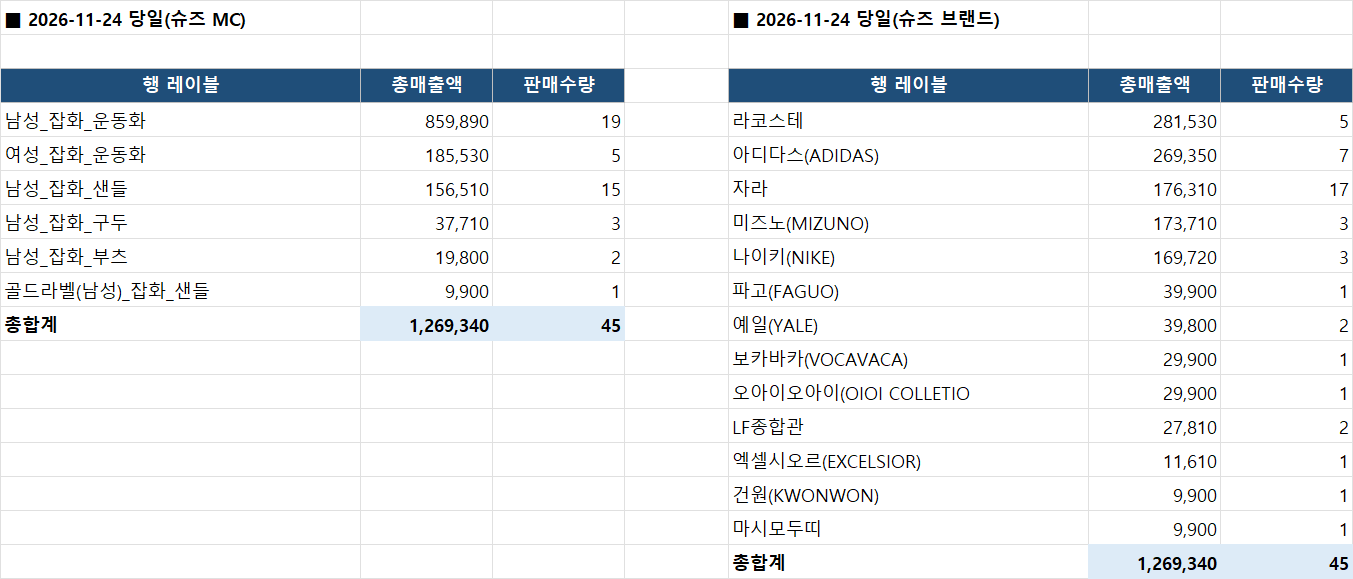 ■ 2026-11-24 당일(슈즈 MC)
행 레이블 총매출액 판매수량
남성_잡화_운동화 859,890 19
여성_잡화_운동화 185,530 5
남성_잡화_샌들 156,510 15
남성_잡화_구두 37,710 3
남성_잡화_부츠 19,800 2
골드라벨(남성)_잡화_샌들 9,900 1
총합계 1,269,340 45
■ 2026-11-24 당일(슈즈 브랜드)
행 레이블 총매출액 판매수량
라코스테 281,530 5
아디다스(ADIDAS) 269,350 7
자라 176,310 17
미즈노(MIZUNO) 173,710 3
나이키(NIKE) 169,720 3
파고(FAGUO) 39,900 1
예일(YALE) 39,800 2
보카바카(VOCAVACA) 29,900 1
오아이오아이(OIOI COLLETIO 29,900 1
LF종합관 27,810 2
엑셀시오르(EXCELSIOR) 11,610 1
건원(KWONWON) 9,900 1
마시모두띠 9,900 1
총합계 1,269,340 45